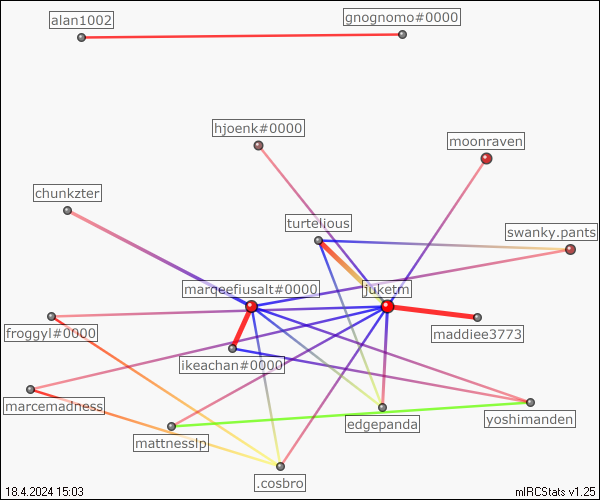 alan1002
gnognomo#0000
hjoenk#0000
moonraven
chunkzter
turtelious
swanky.pants
marqeefiusalt#0000
juketm
froggyl#0000
maddiee3773
ikeachan#0000
marcemadness
edgepanda
yoshimanden
mattnesslp
.cosbro
18.4.2024 15:03
mIRCStats v1.25